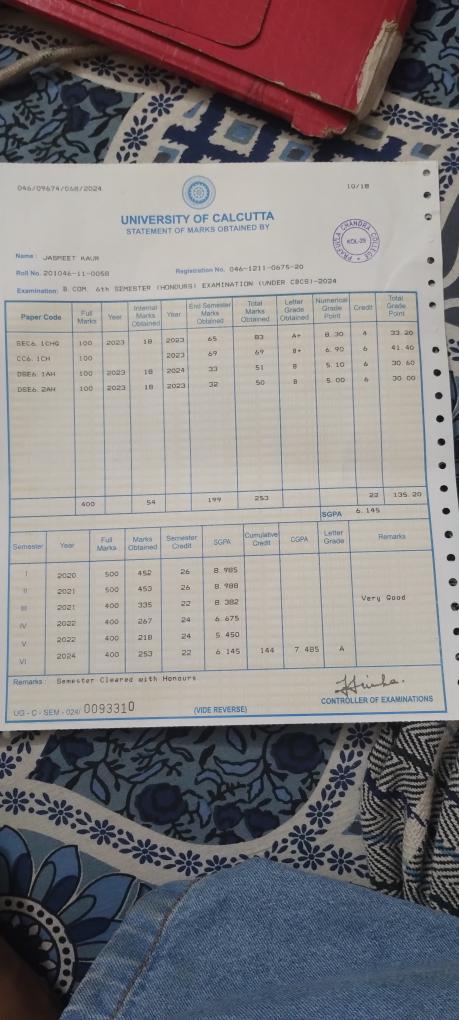 046/09674/068/2024
10/18
UNIVERSITY OF CALCUTTA
STATEMENT OF MARKS OBTAINED BY
PRAFULLA CHANDRA COLLEGE
KOL-29
Name : JASMEET KAUR
Roll No. 201046-11-0058 Registration No. 046-1211-0675-20
Examination: B.COM. 6th SEMESTER (HONOURS) EXAMINATION (UNDER CBCS)-2024
Paper Code Full Marks Year Internal Marks Obtained Year End Semester Marks Obtained Total Marks Obtained Letter Grade Obtained Numerical Grade Point Credit Total Grade Point
SEC6.1CHG 100 2023 18 2023 65 83 A+ 8.30 4 33.20
CC6.1CH 100 2023 69 69 B+ 6.90 6 41.40
DSE6.1AH 100 2023 18 2024 33 51 B 5.10 6 30.60
DSE6.2AH 100 2023 18 2023 32 50 B 5.00 6 30.00
400 54 199 253 22 135.20
SGPA 6.145
Semester Year Full Marks Marks Obtained Semester Credit SGPA Cumulative Credit CGPA Letter Grade Remarks
I 2020 500 452 26 8.985
II 2021 500 453 26 8.988
III 2021 400 335 22 8.382
Very Good
IV 2022 400 267 24 6.675
V 2022 400 218 24 5.450
VI 2024 400 253 22 6.145 144 7.485 A
Remarks : Semester Cleared with Honours
CONTROLLER OF EXAMINATIONS
UG - C - SEM - 024/ 0093310 (VIDE REVERSE)